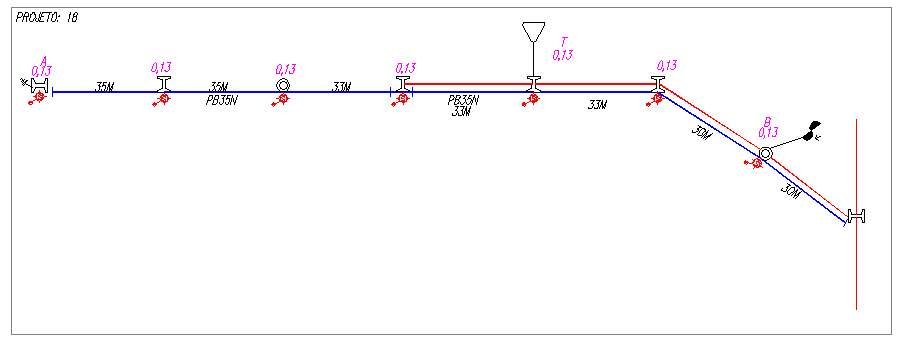 PROJETO: 18
A
0,13
0,13
0,13
0,13
T
0,13
0,13
35M
35M
PB35N
33M
PB35N
33M
33M
30M
B
0,13
30M